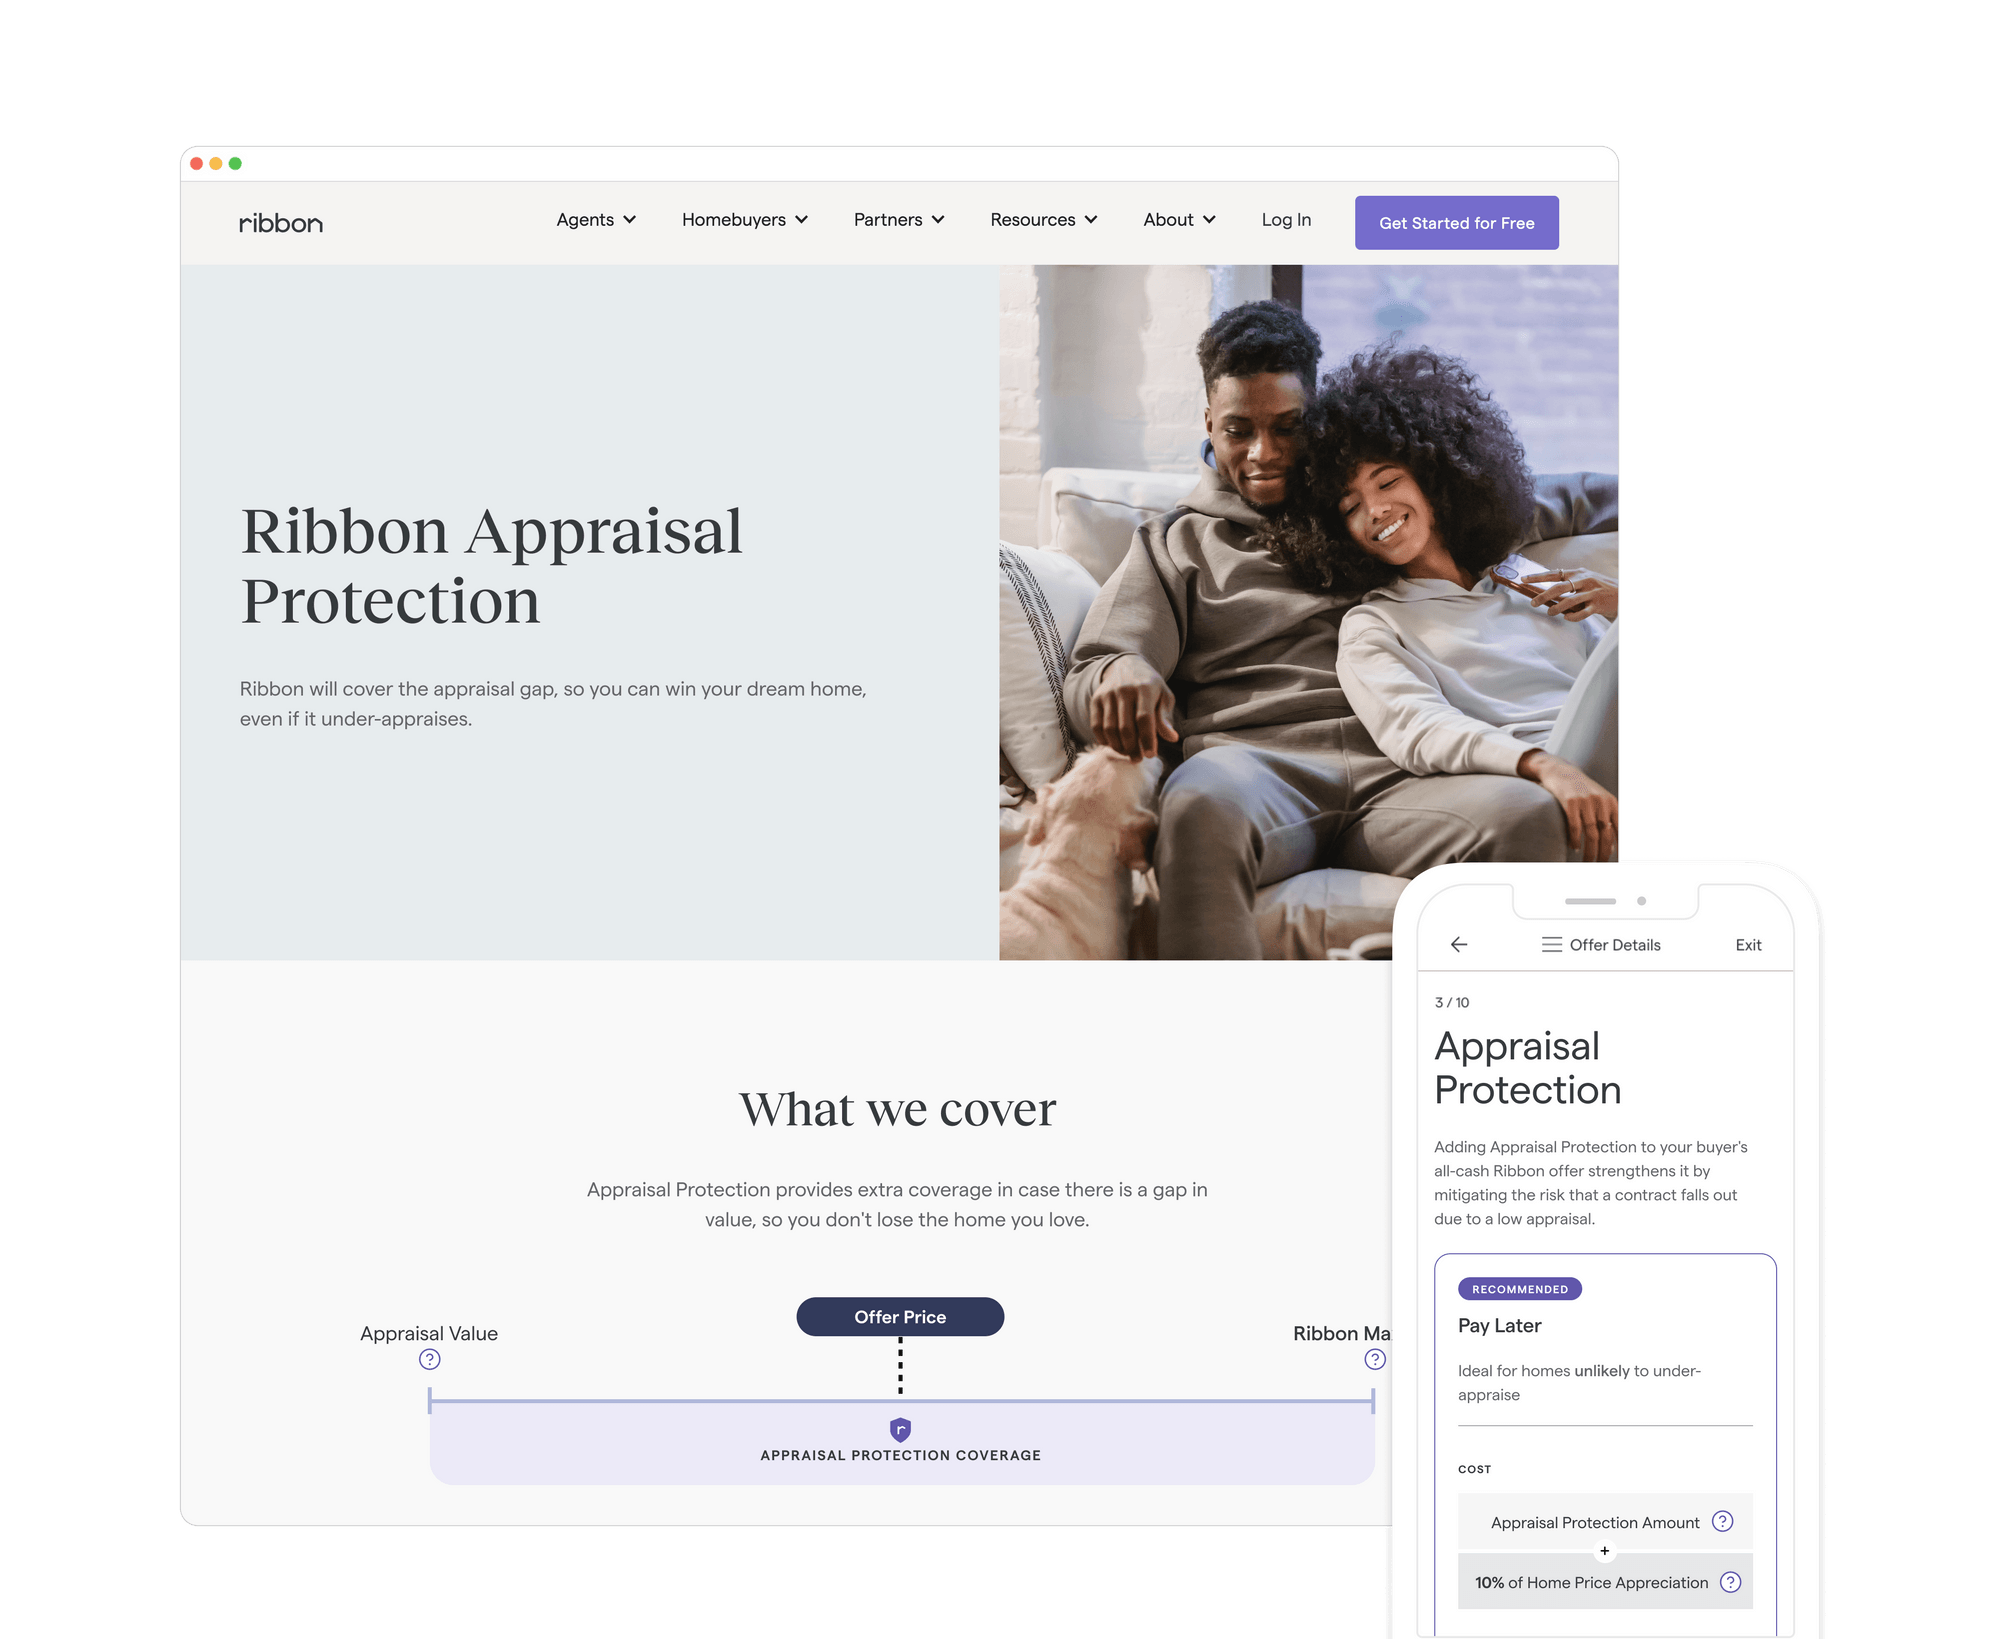 ribbon
Agents
Homebuyers
Partners
Resources
About
Log In
Get Started for Free
Ribbon Appraisal
Protection
Ribbon will cover the appraisal gap, so you can win your dream home,
even if it under-appraises.
What we cover
Appraisal Protection provides extra coverage in case there is a gap in
value, so you don't lose the home you love.
Offer Price
Appraisal Value
?
Ribbon Ma
?
r
APPRAISAL PROTECTION COVERAGE
Offer Details
Exit
3 / 10
Appraisal
Protection
Adding Appraisal Protection to your buyer's
all-cash Ribbon offer strengthens it by
mitigating the risk that a contract falls out
due to a low appraisal.
RECOMMENDED
Pay Later
Ideal for homes unlikely to under-
appraise
COST
Appraisal Protection Amount ?
+
10% of Home Price Appreciation ?